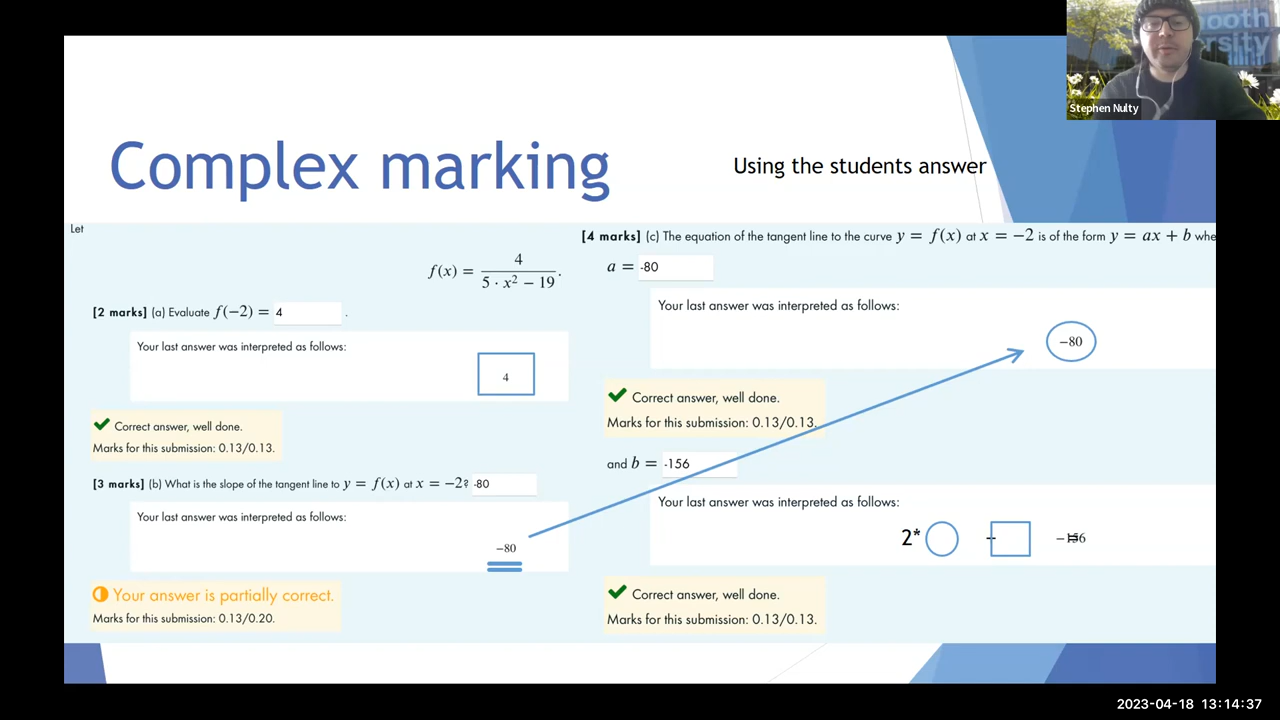 ooth
rsity
Stephen Nulty
Complex marking
Using the students answer
Let
f(x) = 4 / (5 · x² − 19).
[2 marks] (a) Evaluate f(−2) = 4 .
Your last answer was interpreted as follows:
4
Correct answer, well done.
Marks for this submission: 0.13/0.13.
[3 marks] (b) What is the slope of the tangent line to y = f(x) at x = −2? -80
Your last answer was interpreted as follows:
−80
Your answer is partially correct.
Marks for this submission: 0.13/0.20.
[4 marks] (c) The equation of the tangent line to the curve y = f(x) at x = −2 is of the form y = ax + b whe
a = -80
Your last answer was interpreted as follows:
−80
Correct answer, well done.
Marks for this submission: 0.13/0.13.
and b = -156
Your last answer was interpreted as follows:
2* + = −156
Correct answer, well done.
Marks for this submission: 0.13/0.13.
2023-04-18 13:14:37